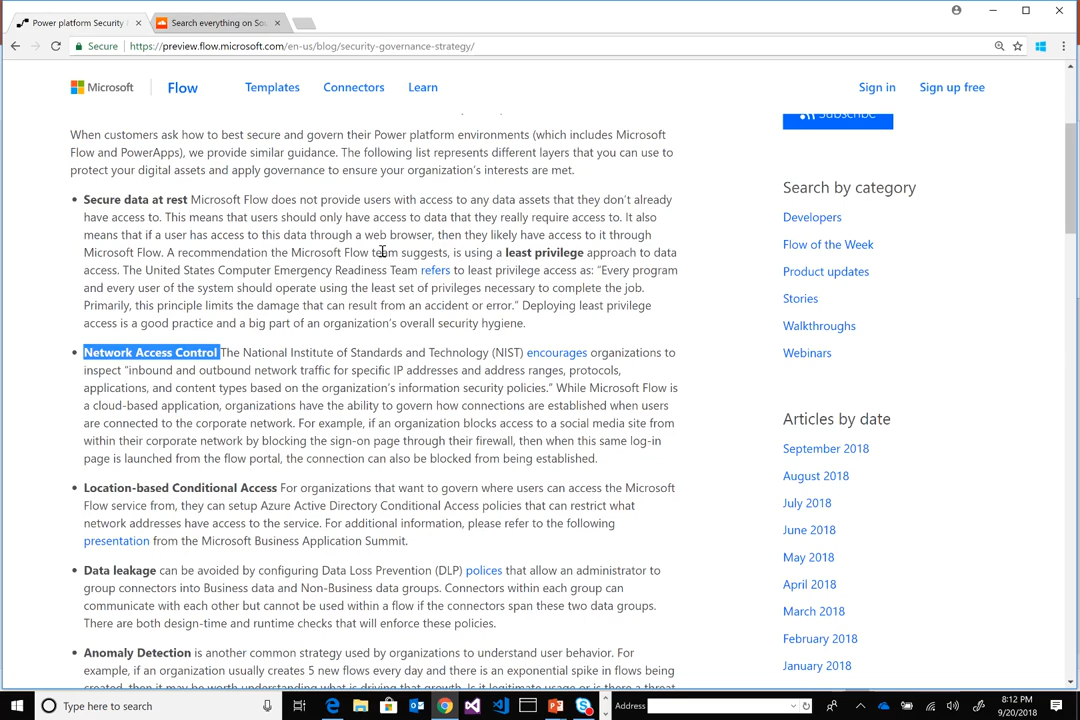 Power platform Security
Search everything on Sou
Secure
https://preview.flow.microsoft.com/en-us/blog/security-governance-strategy/
Microsoft
Flow
Templates
Connectors
Learn
Sign in
Sign up free
Subscribe
When customers ask how to best secure and govern their Power platform environments (which includes Microsoft
Flow and PowerApps), we provide similar guidance. The following list represents different layers that you can use to
protect your digital assets and apply governance to ensure your organization's interests are met.
• Secure data at rest Microsoft Flow does not provide users with access to any data assets that they don't already
have access to. This means that users should only have access to data that they really require access to. It also
means that if a user has access to this data through a web browser, then they likely have access to it through
Microsoft Flow. A recommendation the Microsoft Flow team suggests, is using a least privilege approach to data
access. The United States Computer Emergency Readiness Team refers to least privilege access as: "Every program
and every user of the system should operate using the least set of privileges necessary to complete the job.
Primarily, this principle limits the damage that can result from an accident or error." Deploying least privilege
access is a good practice and a big part of an organization's overall security hygiene.
• Network Access Control The National Institute of Standards and Technology (NIST) encourages organizations to
inspect "inbound and outbound network traffic for specific IP addresses and address ranges, protocols,
applications, and content types based on the organization's information security policies." While Microsoft Flow is
a cloud-based application, organizations have the ability to govern how connections are established when users
are connected to the corporate network. For example, if an organization blocks access to a social media site from
within their corporate network by blocking the sign-on page through their firewall, then when this same log-in
page is launched from the flow portal, the connection can also be blocked from being established.
• Location-based Conditional Access For organizations that want to govern where users can access the Microsoft
Flow service from, they can setup Azure Active Directory Conditional Access policies that can restrict what
network addresses have access to the service. For additional information, please refer to the following
presentation from the Microsoft Business Application Summit.
• Data leakage can be avoided by configuring Data Loss Prevention (DLP) polices that allow an administrator to
group connectors into Business data and Non-Business data groups. Connectors within each group can
communicate with each other but cannot be used within a flow if the connectors span these two data groups.
There are both design-time and runtime checks that will enforce these policies.
• Anomaly Detection is another common strategy used by organizations to understand user behavior. For
example, if an organization usually creates 5 new flows every day and there is an exponential spike in flows being
created, then it may be worth understanding what is driving that growth. Is it legitimate usage or is there a threat
Search by category
Developers
Flow of the Week
Product updates
Stories
Walkthroughs
Webinars
Articles by date
September 2018
August 2018
July 2018
June 2018
May 2018
April 2018
March 2018
February 2018
January 2018
Type here to search
Address
8:12 PM
9/20/2018